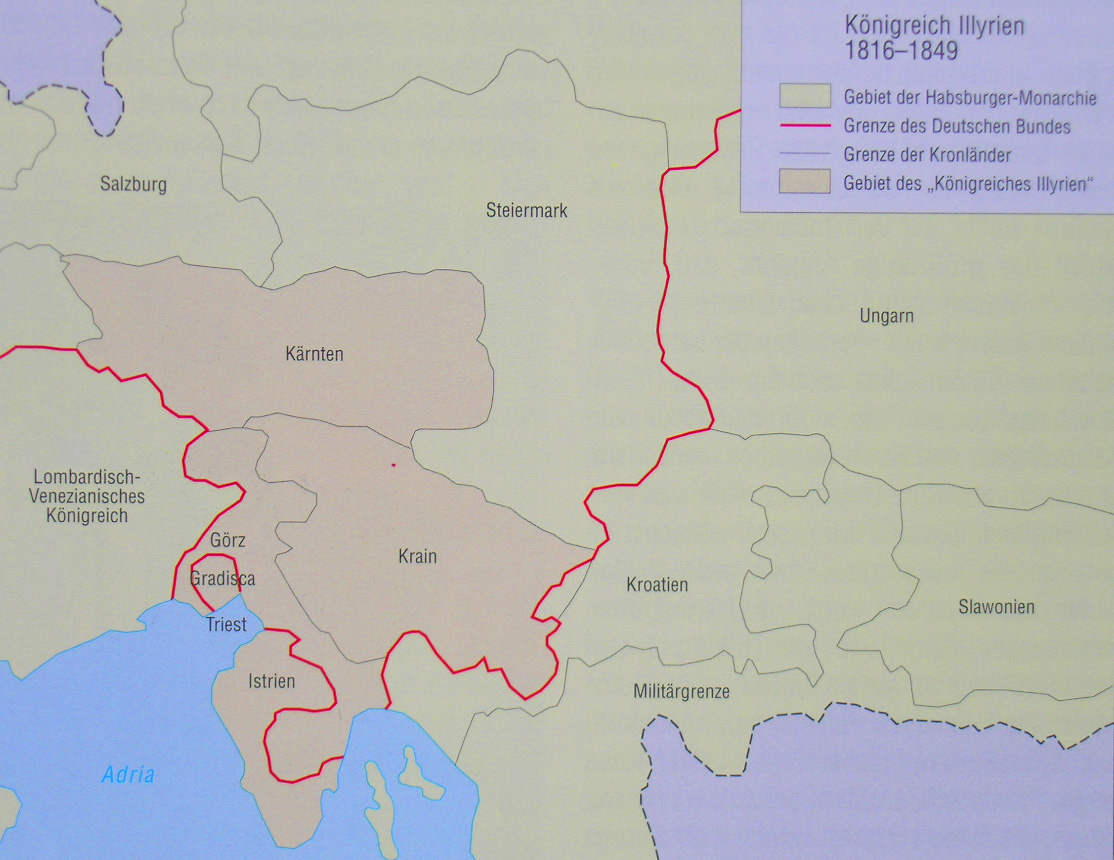 Königreich Illyrien
1816–1849
Gebiet der Habsburger-Monarchie
Grenze des Deutschen Bundes
Grenze der Kronländer
Gebiet des „Königreiches Illyrien“
Salzburg
Steiermark
Ungarn
Kärnten
Lombardisch-
Venezianisches
Königreich
Görz
Krain
Gradisca
Kroatien
Slawonien
Triest
Istrien
Militärgrenze
Adria